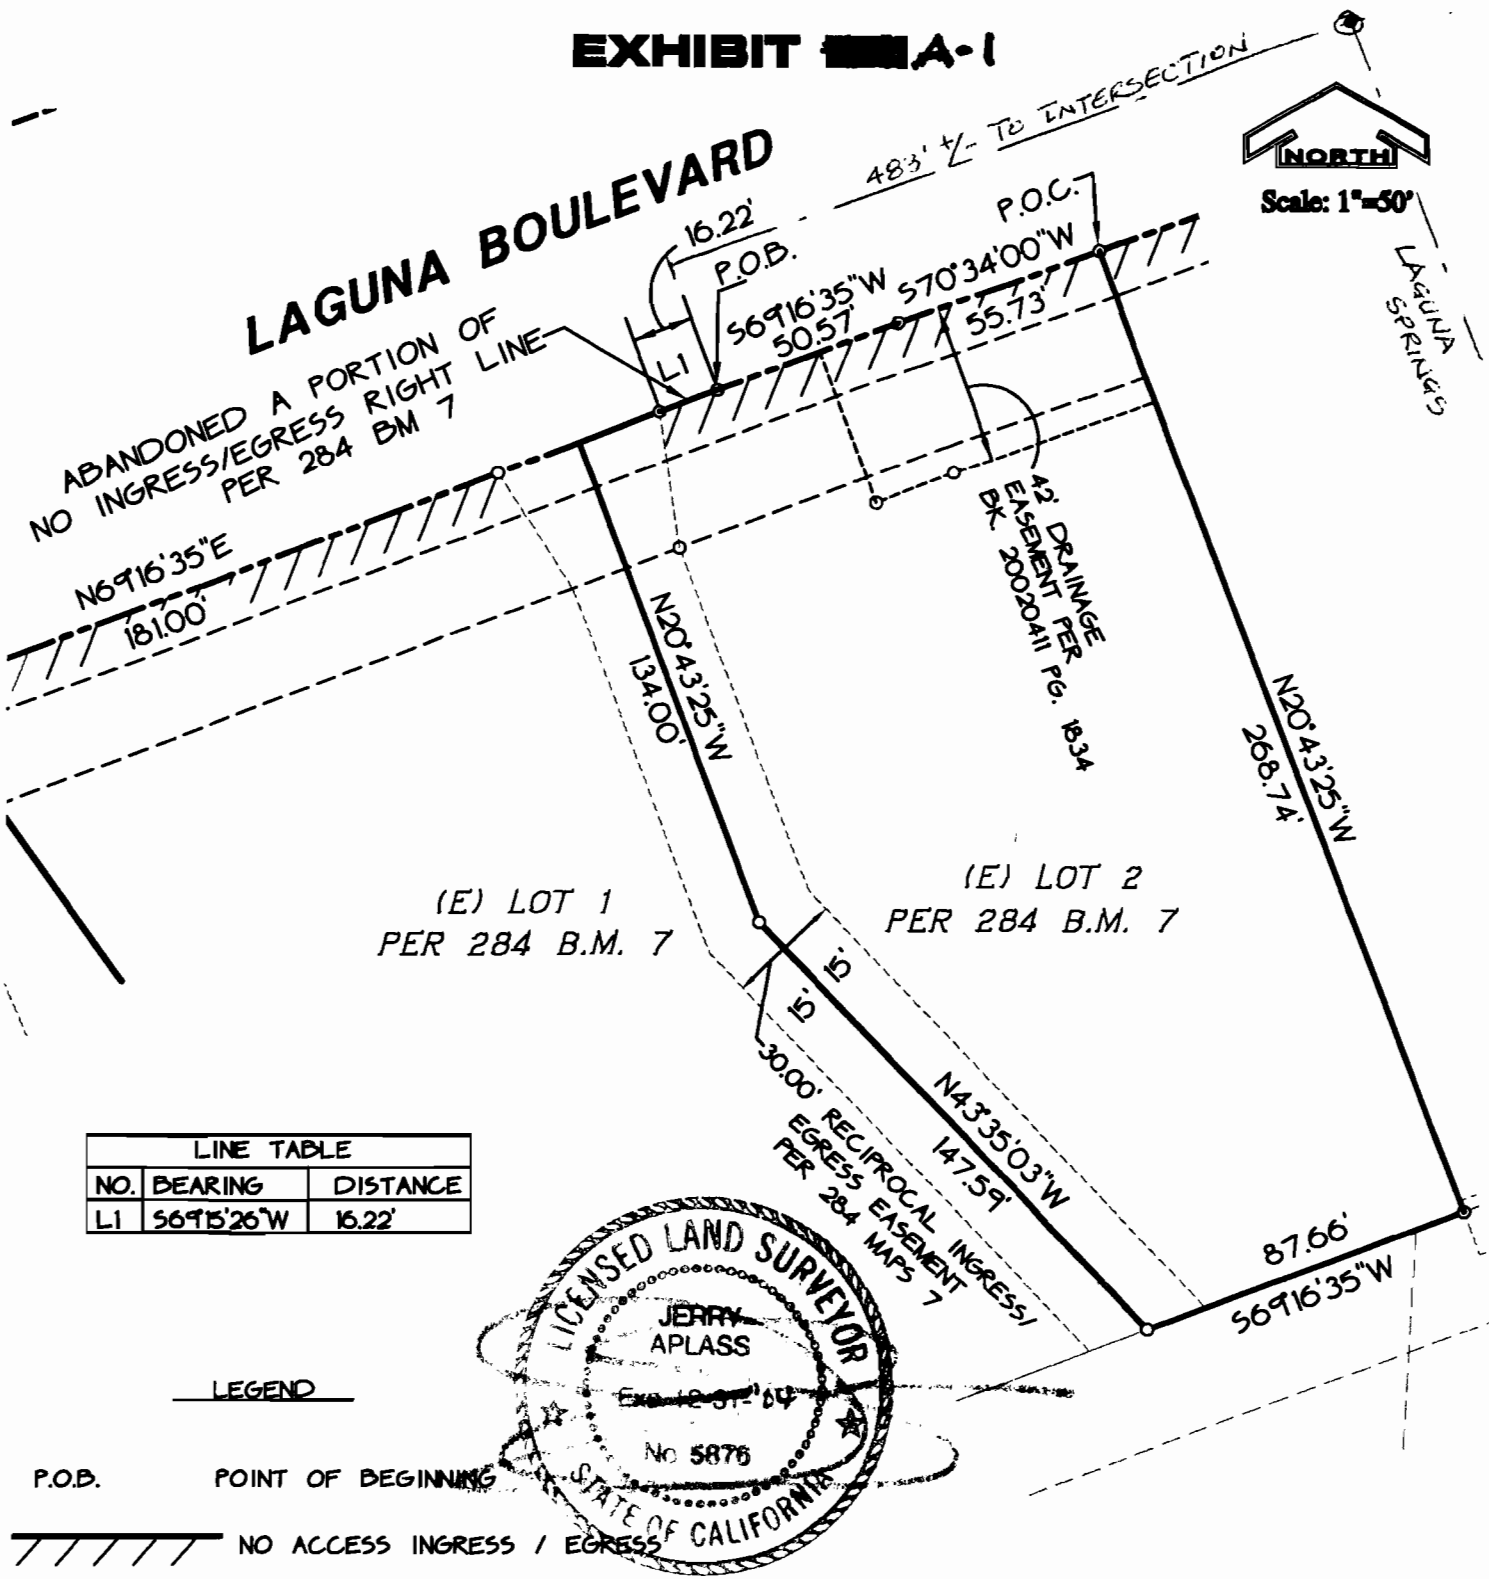 EXHIBIT A-1
LAGUNA BOULEVARD
483' +/- TO INTERSECTION
NORTH
Scale: 1"=50'
LAGUNA
SPRINGS
P.O.C.
16.22'
P.O.B.
S69°16'35"W
50.57'
S70°34'00"W
55.73'
L1
ABANDONED A PORTION OF
NO INGRESS/EGRESS RIGHT LINE
PER 284 BM 7
N69°16'35"E
181.00'
42' DRAINAGE
EASEMENT PER
BK. 20020411 PG. 1834
N20°43'25"W
134.00'
N20°43'25"W
268.74'
(E) LOT 1
PER 284 B.M. 7
(E) LOT 2
PER 284 B.M. 7
15'
15'
30.00' RECIPROCAL INGRESS/
EGRESS EASEMENT
PER 284 MAPS 7
N43°35'03"W
147.59'
87.66'
S69°16'35"W
LINE TABLE
NO. BEARING DISTANCE
L1 S69°15'26"W 16.22'
LICENSED LAND SURVEYOR
JERRY
APLASS
Exp. 12-31-'04
No 5876
STATE OF CALIFORNIA
LEGEND
P.O.B. POINT OF BEGINNING
NO ACCESS INGRESS / EGRESS